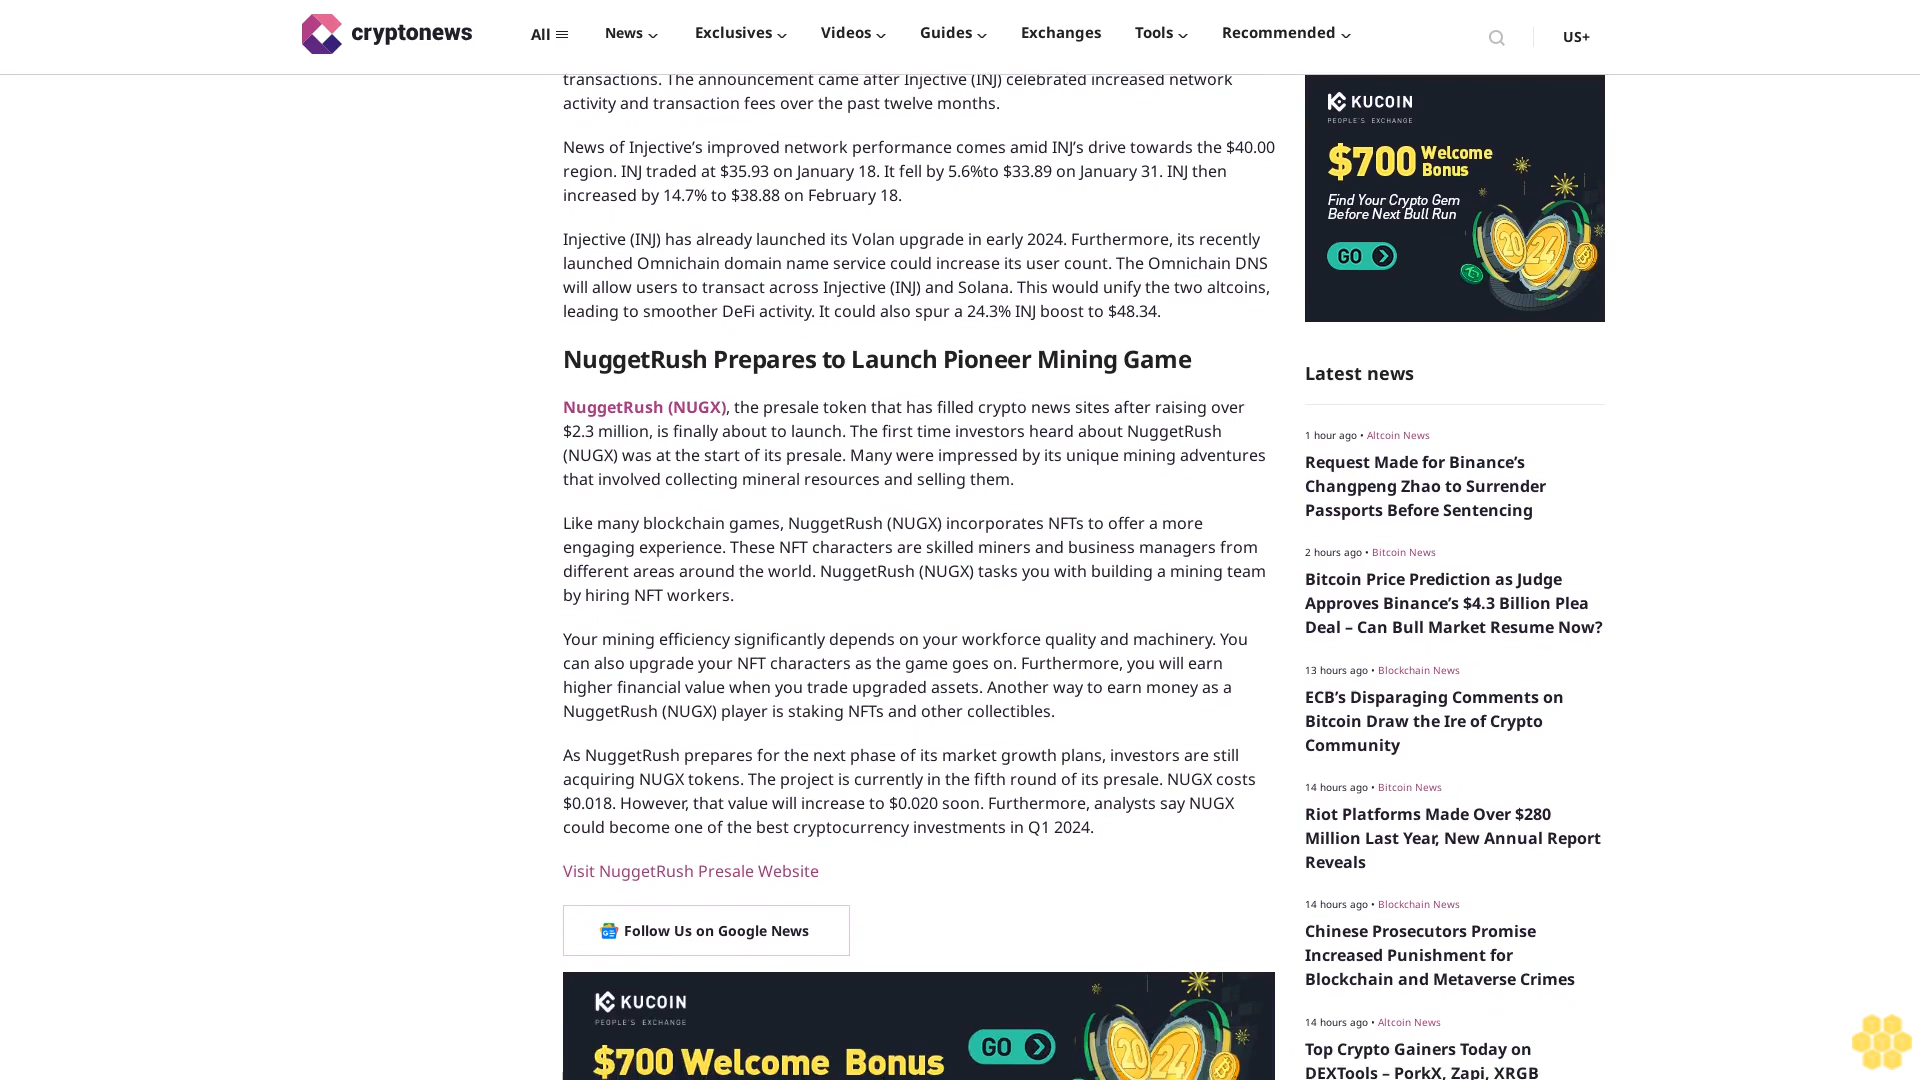 cryptonews
All
News
Exclusives
Videos
Guides
Exchanges
Tools
Recommended
US+
transactions. The announcement came after Injective (INJ) celebrated increased network
activity and transaction fees over the past twelve months.
News of Injective’s improved network performance comes amid INJ’s drive towards the $40.00
region. INJ traded at $35.93 on January 18. It fell by 5.6%to $33.89 on January 31. INJ then
increased by 14.7% to $38.88 on February 18.
Injective (INJ) has already launched its Volan upgrade in early 2024. Furthermore, its recently
launched Omnichain domain name service could increase its user count. The Omnichain DNS
will allow users to transact across Injective (INJ) and Solana. This would unify the two altcoins,
leading to smoother DeFi activity. It could also spur a 24.3% INJ boost to $48.34.
NuggetRush Prepares to Launch Pioneer Mining Game
NuggetRush (NUGX), the presale token that has filled crypto news sites after raising over
$2.3 million, is finally about to launch. The first time investors heard about NuggetRush
(NUGX) was at the start of its presale. Many were impressed by its unique mining adventures
that involved collecting mineral resources and selling them.
Like many blockchain games, NuggetRush (NUGX) incorporates NFTs to offer a more
engaging experience. These NFT characters are skilled miners and business managers from
different areas around the world. NuggetRush (NUGX) tasks you with building a mining team
by hiring NFT workers.
Your mining efficiency significantly depends on your workforce quality and machinery. You
can also upgrade your NFT characters as the game goes on. Furthermore, you will earn
higher financial value when you trade upgraded assets. Another way to earn money as a
NuggetRush (NUGX) player is staking NFTs and other collectibles.
As NuggetRush prepares for the next phase of its market growth plans, investors are still
acquiring NUGX tokens. The project is currently in the fifth round of its presale. NUGX costs
$0.018. However, that value will increase to $0.020 soon. Furthermore, analysts say NUGX
could become one of the best cryptocurrency investments in Q1 2024.
Visit NuggetRush Presale Website
Follow Us on Google News
KUCOIN
PEOPLE'S EXCHANGE
$700 Welcome Bonus
GO
20 24
KUCOIN
PEOPLE'S EXCHANGE
$700 Welcome
Bonus
Find Your Crypto Gem
Before Next Bull Run
GO
20 24
Latest news
1 hour ago • Altcoin News
Request Made for Binance’s
Changpeng Zhao to Surrender
Passports Before Sentencing
2 hours ago • Bitcoin News
Bitcoin Price Prediction as Judge
Approves Binance’s $4.3 Billion Plea
Deal – Can Bull Market Resume Now?
13 hours ago • Blockchain News
ECB’s Disparaging Comments on
Bitcoin Draw the Ire of Crypto
Community
14 hours ago • Bitcoin News
Riot Platforms Made Over $280
Million Last Year, New Annual Report
Reveals
14 hours ago • Blockchain News
Chinese Prosecutors Promise
Increased Punishment for
Blockchain and Metaverse Crimes
14 hours ago • Altcoin News
Top Crypto Gainers Today on
DEXTools – PorkX, Zapi, XRGB